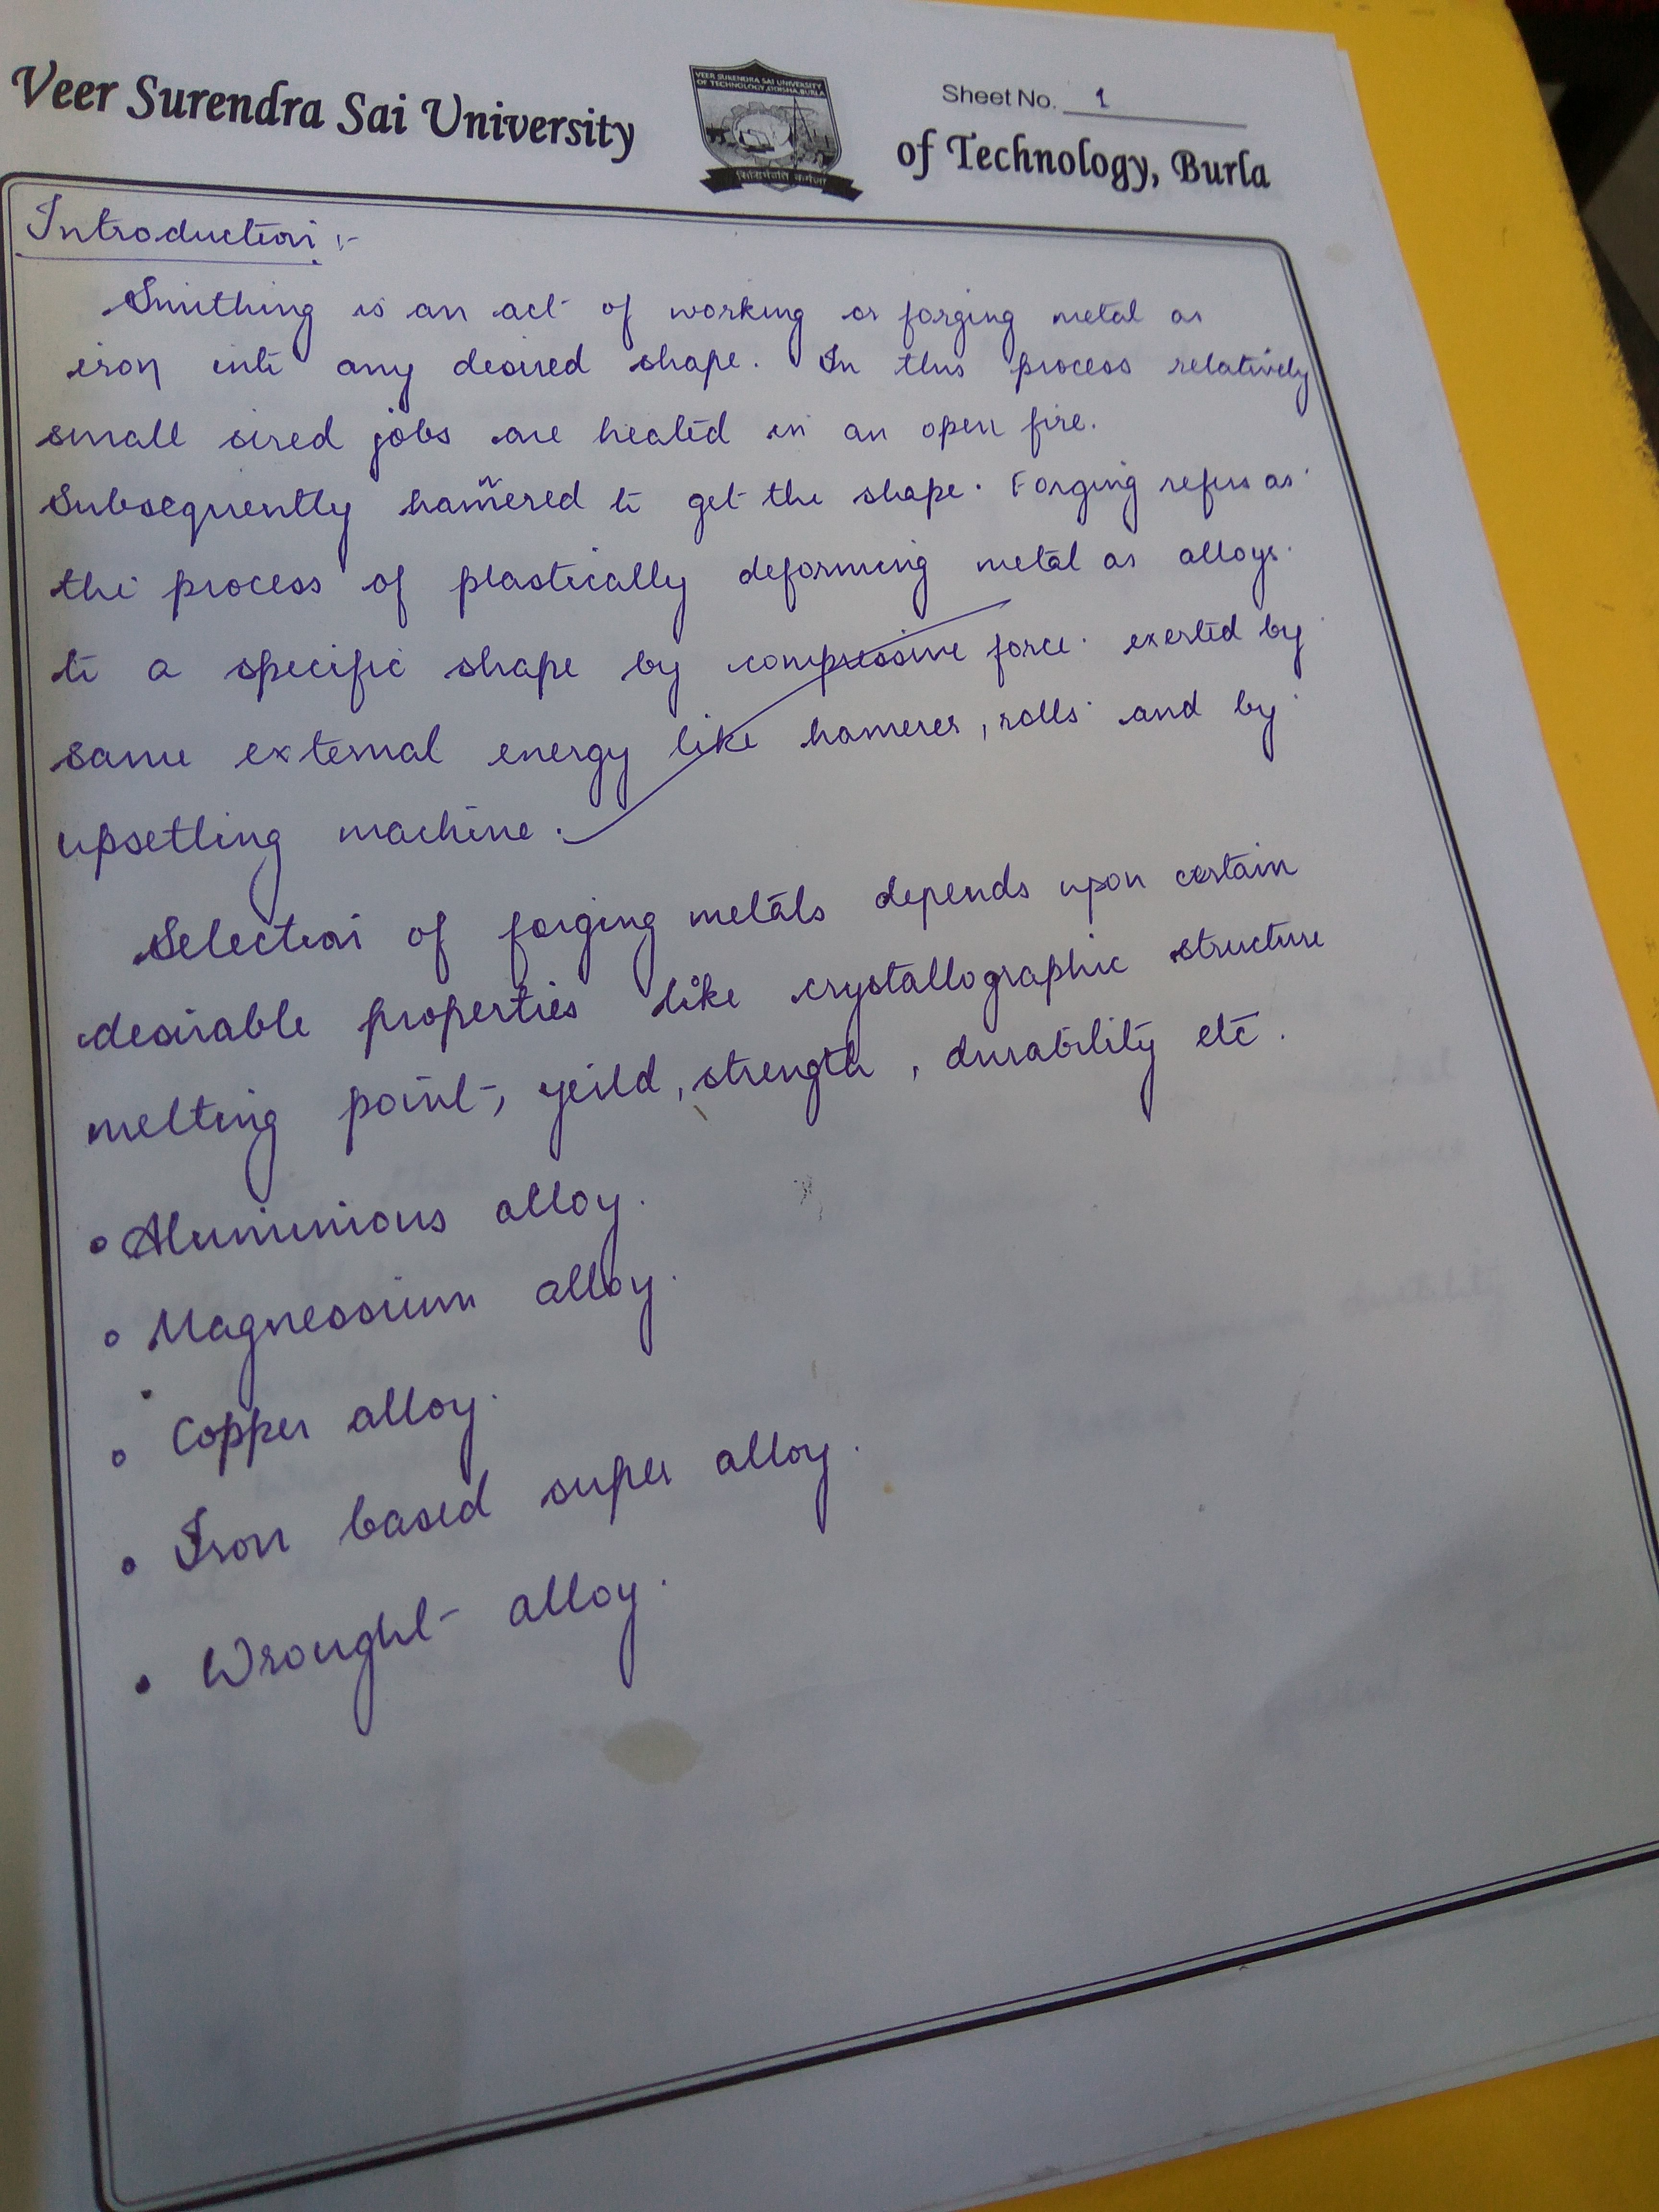 Sheet No. 1
Veer Surendra Sai University of Technology, Burla
VEER SURENDRA SAI UNIVERSITY
OF TECHNOLOGY, ODISHA, BURLA
Introduction :-
Smithing is an act of working or forging metal or
iron into any desired shape. In this process relatively
small sized jobs are heated in an open fire.
Subsequently hammered to get the shape. Forging refers as
the process of plastically deforming metal or alloys.
to a specific shape by compressive force. exerted by
same external energy like hamerer, rolls and by
upsetting machine.
Selection of forging metals depends upon certain
desirable properties like crystallographic structure
melting point, yeild, strength, durability etc.
• Aluminious alloy.
• Magnessium alloy.
• Copper alloy.
• Iron based super alloy.
• Wrought alloy.